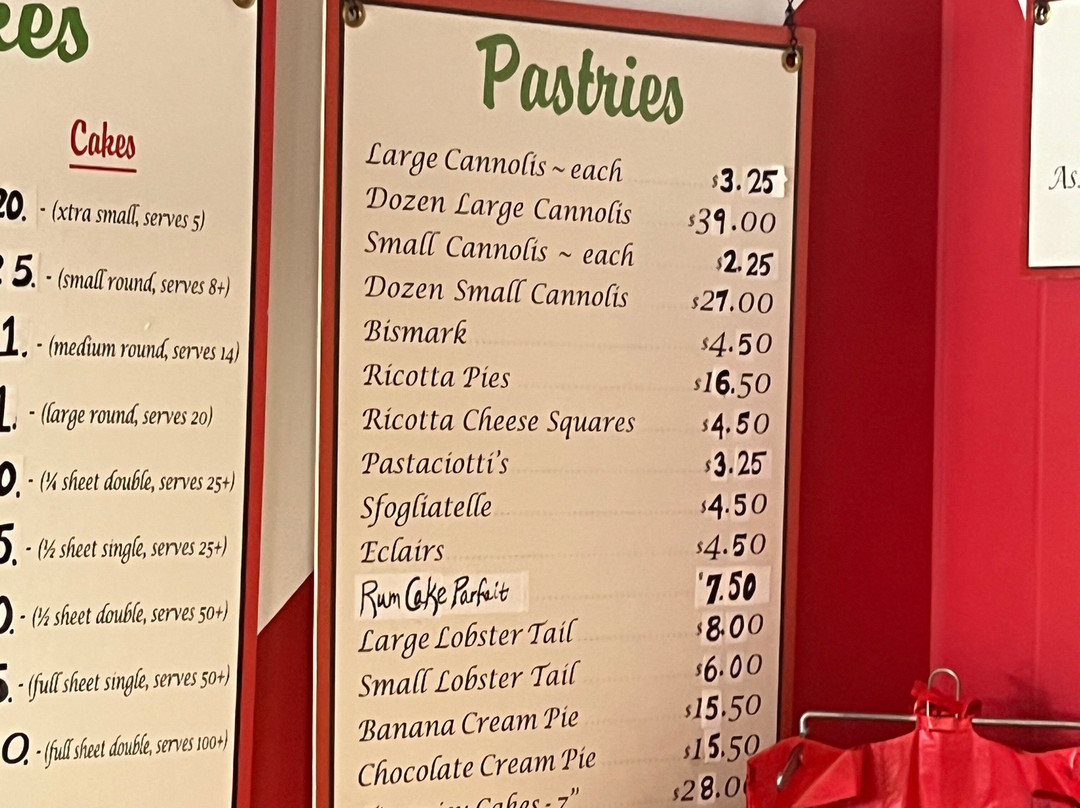 Cakes
- (xtra small, serves 5)
5. - (small round, serves 8+)
1. - (medium round, serves 14)
- (large round, serves 20)
0. - (¼ sheet double, serves 25+)
5. - (½ sheet single, serves 25+)
0. - (½ sheet double, serves 50+)
5. - (full sheet single, serves 50+)
0. - (full sheet double, serves 100+)
Pastries
Large Cannolis ~ each $3.25
Dozen Large Cannolis $39.00
Small Cannolis ~ each $2.25
Dozen Small Cannolis $27.00
Bismark $4.50
Ricotta Pies $16.50
Ricotta Cheese Squares $4.50
Pastaciotti's $3.25
Sfogliatelle $4.50
Eclairs $4.50
Rum Cake Parfait $7.50
Large Lobster Tail $8.00
Small Lobster Tail $6.00
Banana Cream Pie $15.50
Chocolate Cream Pie $15.50
Cakes - 7" $28.0